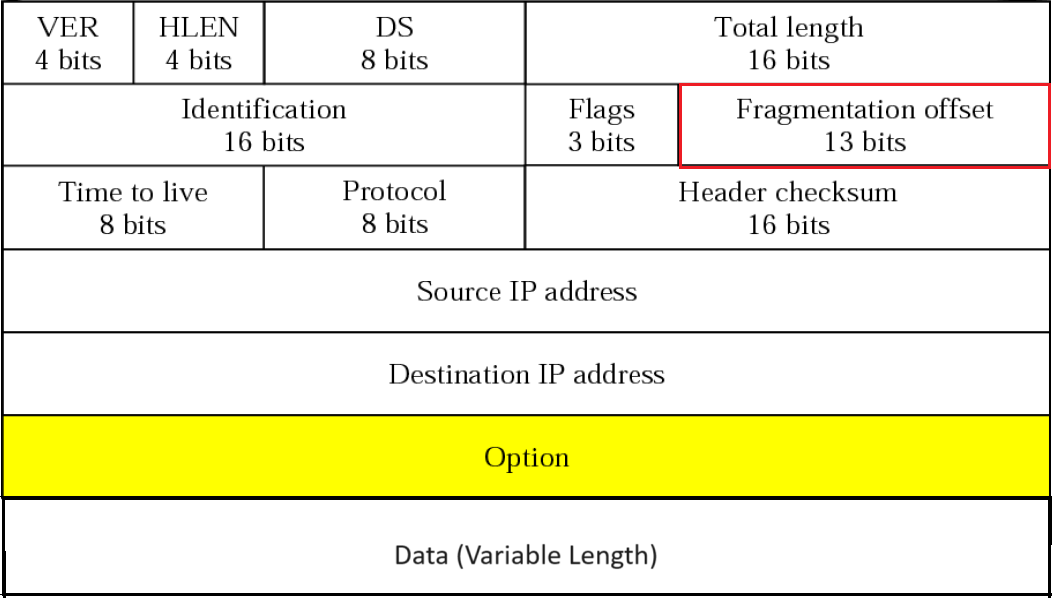 VER
4 bits
HLEN
4 bits
DS
8 bits
Total length
16 bits
Identification
16 bits
Flags
3 bits
Fragmentation offset
13 bits
Time to live
8 bits
Protocol
8 bits
Header checksum
16 bits
Source IP address
Destination IP address
Option
Data (Variable Length)